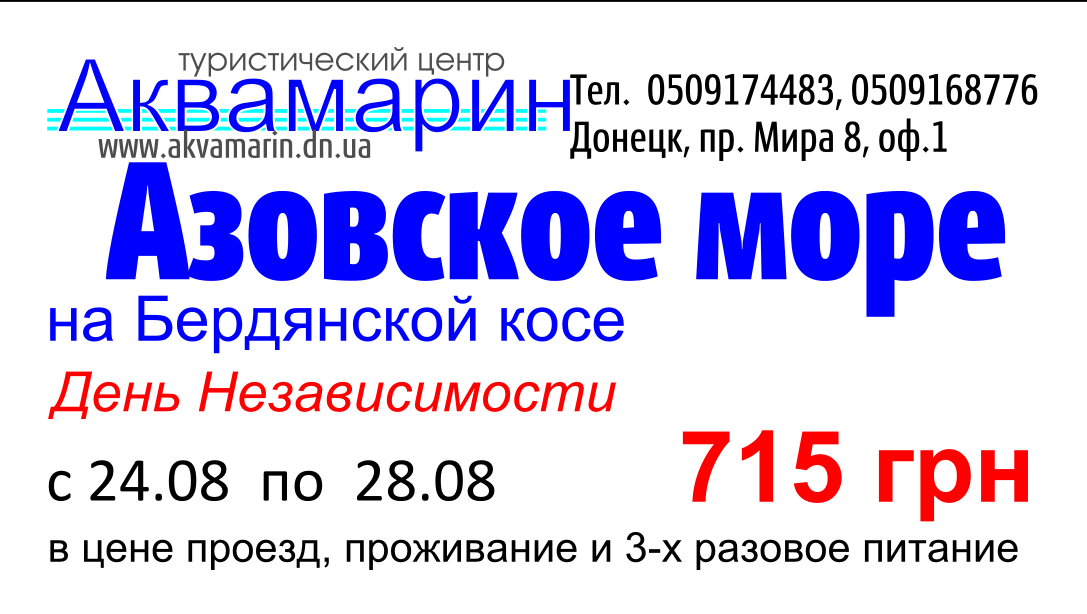 туристический центр
Аквамарин
www.akvamarin.dn.ua
Тел. 0509174483, 0509168776
Донецк, пр. Мира 8, оф.1
Азовское море
на Бердянской косе
День Независимости
с 24.08 по 28.08
715 грн
в цене проезд, проживание и 3-х разовое питание